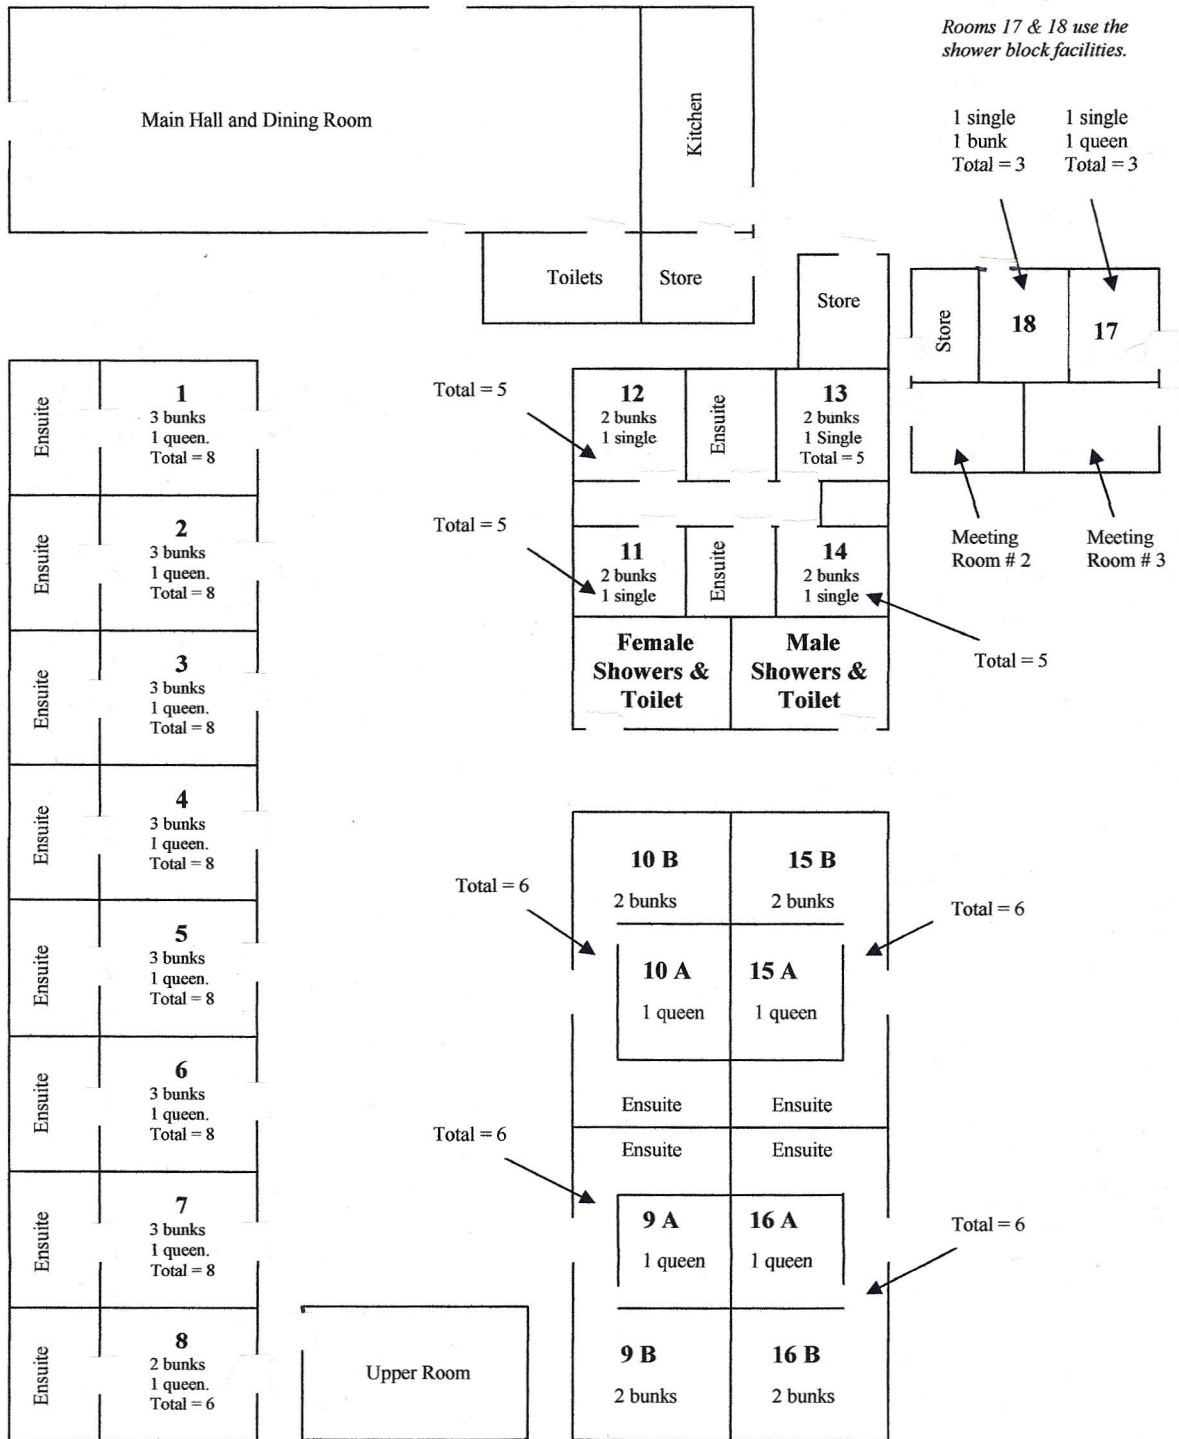 Rooms 17 & 18 use the
shower block facilities.
Main Hall and Dining Room
Kitchen
1 single
1 bunk
Total = 3
1 single
1 queen
Total = 3
Toilets
Store
Store
Store
18
17
Meeting
Room # 2
Meeting
Room # 3
Ensuite
1
3 bunks
1 queen.
Total = 8
Ensuite
2
3 bunks
1 queen.
Total = 8
Ensuite
3
3 bunks
1 queen.
Total = 8
Ensuite
4
3 bunks
1 queen.
Total = 8
Ensuite
5
3 bunks
1 queen.
Total = 8
Ensuite
6
3 bunks
1 queen.
Total = 8
Ensuite
7
3 bunks
1 queen.
Total = 8
Ensuite
8
2 bunks
1 queen.
Total = 6
Upper Room
Total = 5
12
2 bunks
1 single
Ensuite
13
2 bunks
1 Single
Total = 5
Total = 5
11
2 bunks
1 single
Ensuite
14
2 bunks
1 single
Total = 5
Female
Showers &
Toilet
Male
Showers &
Toilet
10 B
2 bunks
15 B
2 bunks
Total = 6
Total = 6
10 A
1 queen
15 A
1 queen
Ensuite
Ensuite
Ensuite
Ensuite
Total = 6
9 A
1 queen
16 A
1 queen
Total = 6
9 B
2 bunks
16 B
2 bunks